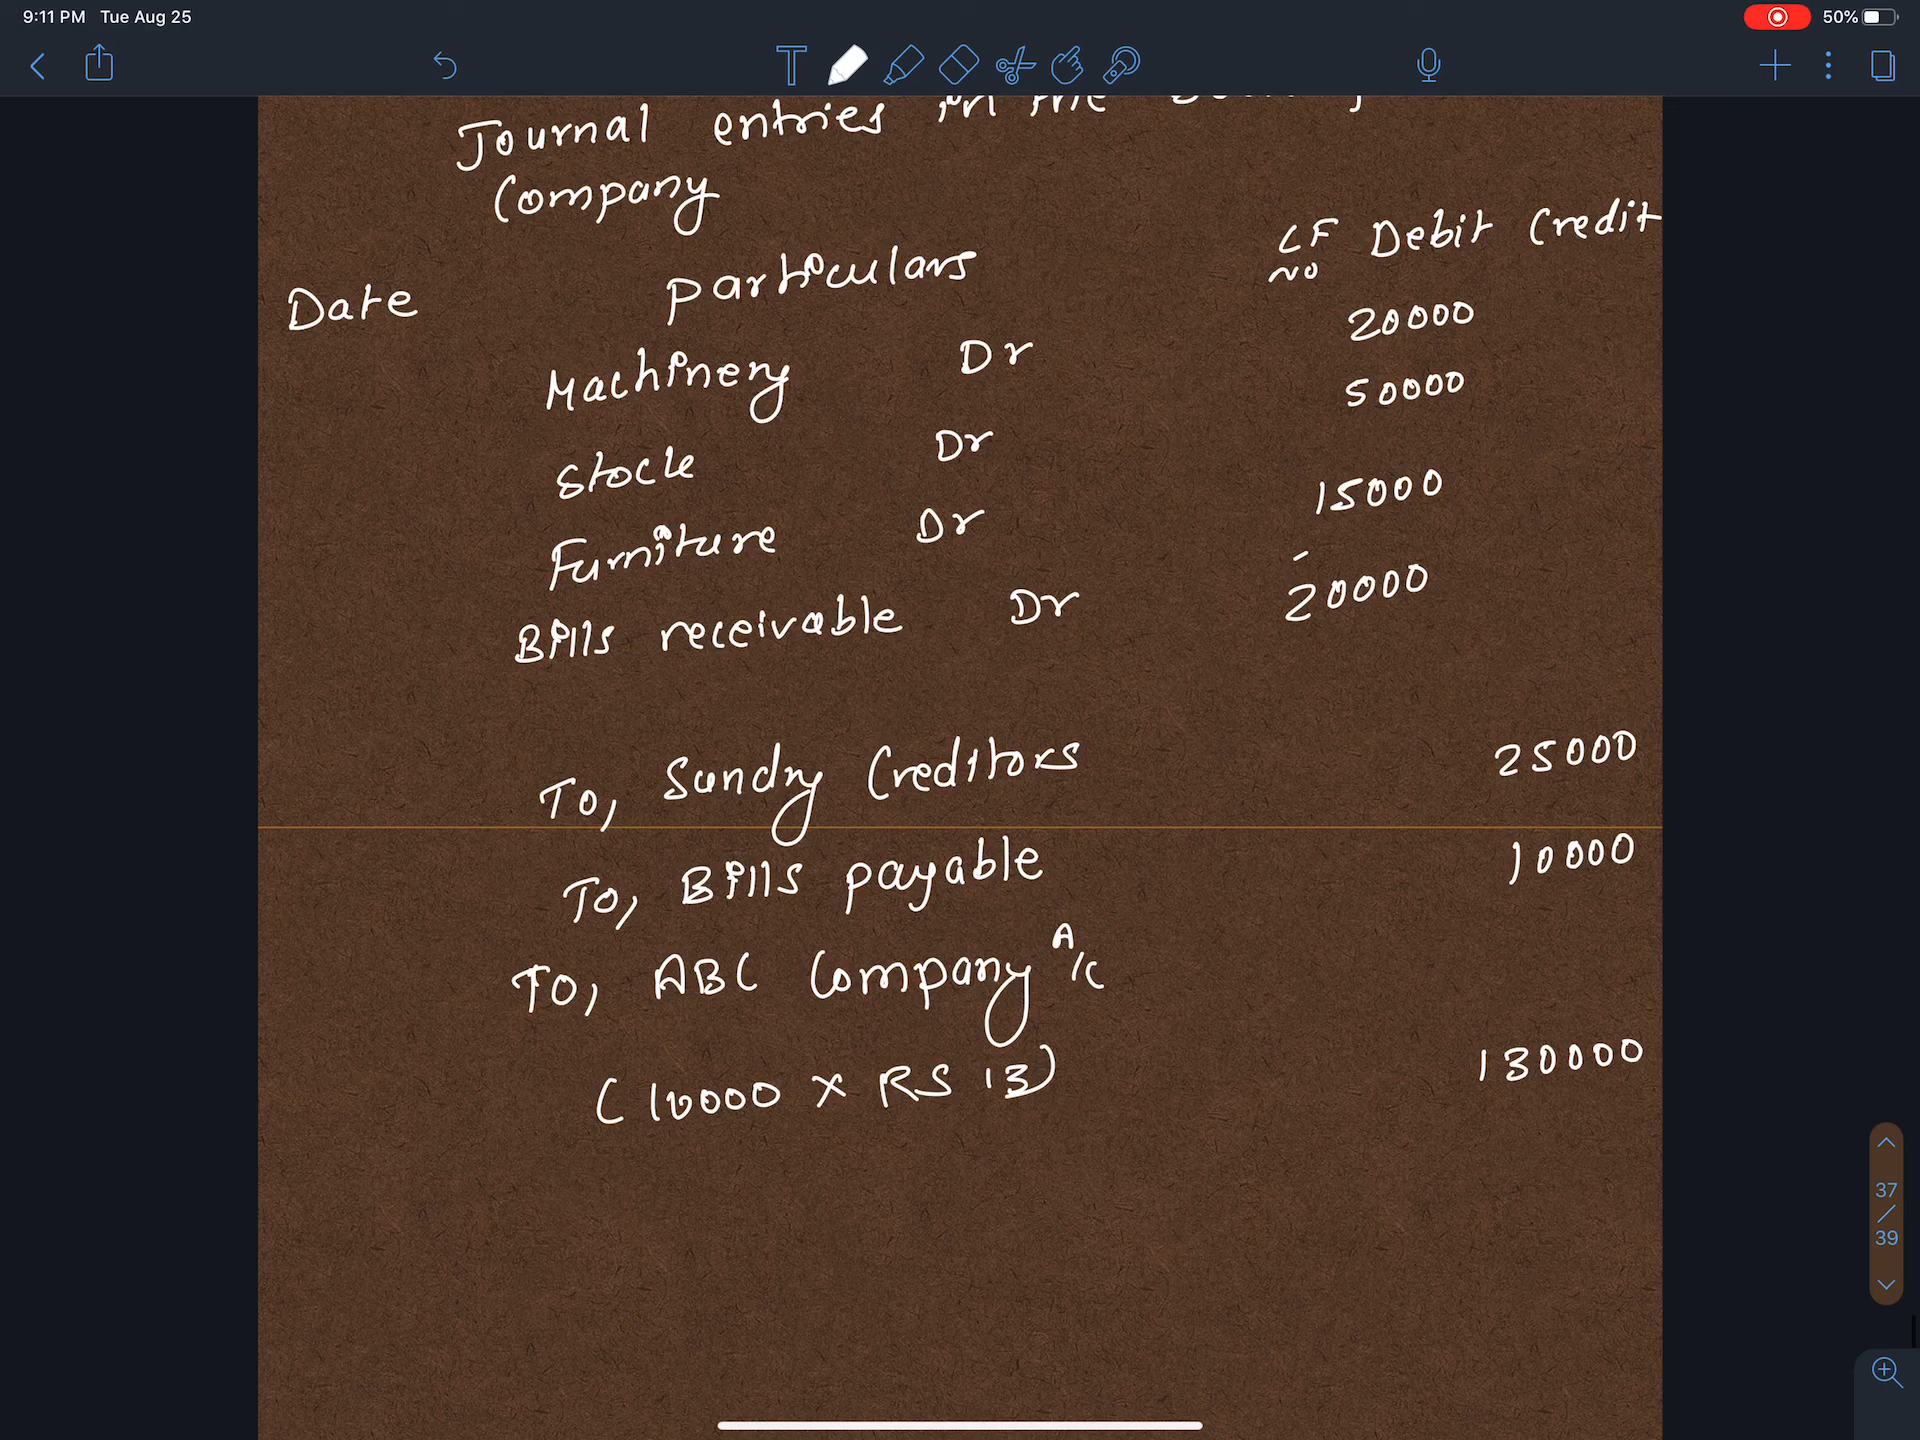 9:11 PM Tue Aug 25
50%
Journal entries in the
Company
Date Particulars LF Debit Credit
NO
Machinery Dr 20000
Stock Dr 50000
Furniture Dr 15000
Bills receivable Dr 20000
To, Sundry Creditors 25000
To, Bills payable 10000
To, ABC Company A/c
(10000 X RS 13) 130000
37
/
39